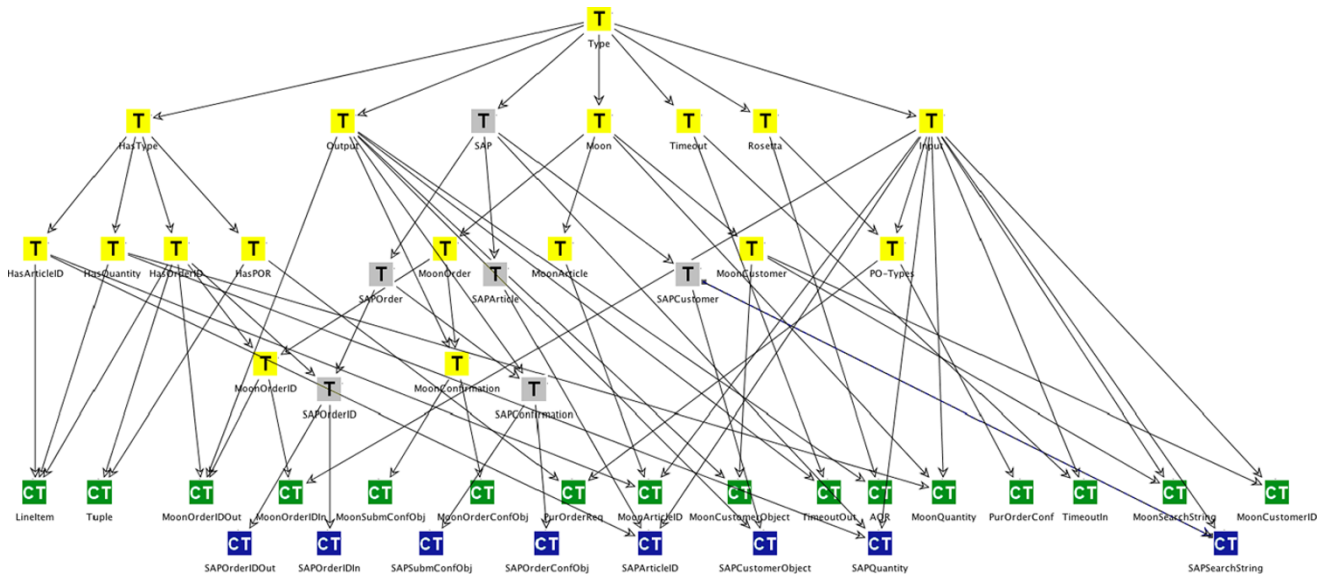 T
Type
T T T T T T T
HasType Output SAP Moon Timeout Rosetta Input
T T T T T T T T
HasArticleID HasQuantity HasOrderID HasPOR MoonOrder MoonArticle MoonCustomer PO-Types
T T T
SAPOrder SAPArticle SAPCustomer
T T
MoonOrderID MoonConfirmation
T T
SAPOrderID SAPConfirmation
CT CT CT CT CT CT CT CT CT CT CT CT CT CT CT CT
LineItem Tuple MoonOrderIDOut MoonOrderIDIn MoonSubmConfObj MoonOrderConfObj PurOrderReq MoonArticleID MoonCustomerObject TimeoutOut AOR MoonQuantity PurOrderConf TimeoutIn MoonSearchString MoonCustomerID
CT CT CT CT CT CT CT CT
SAPOrderIDOut SAPOrderIDIn SAPSubmConfObj SAPOrderConfObj SAPArticleID SAPCustomerObject SAPQuantity SAPSearchString